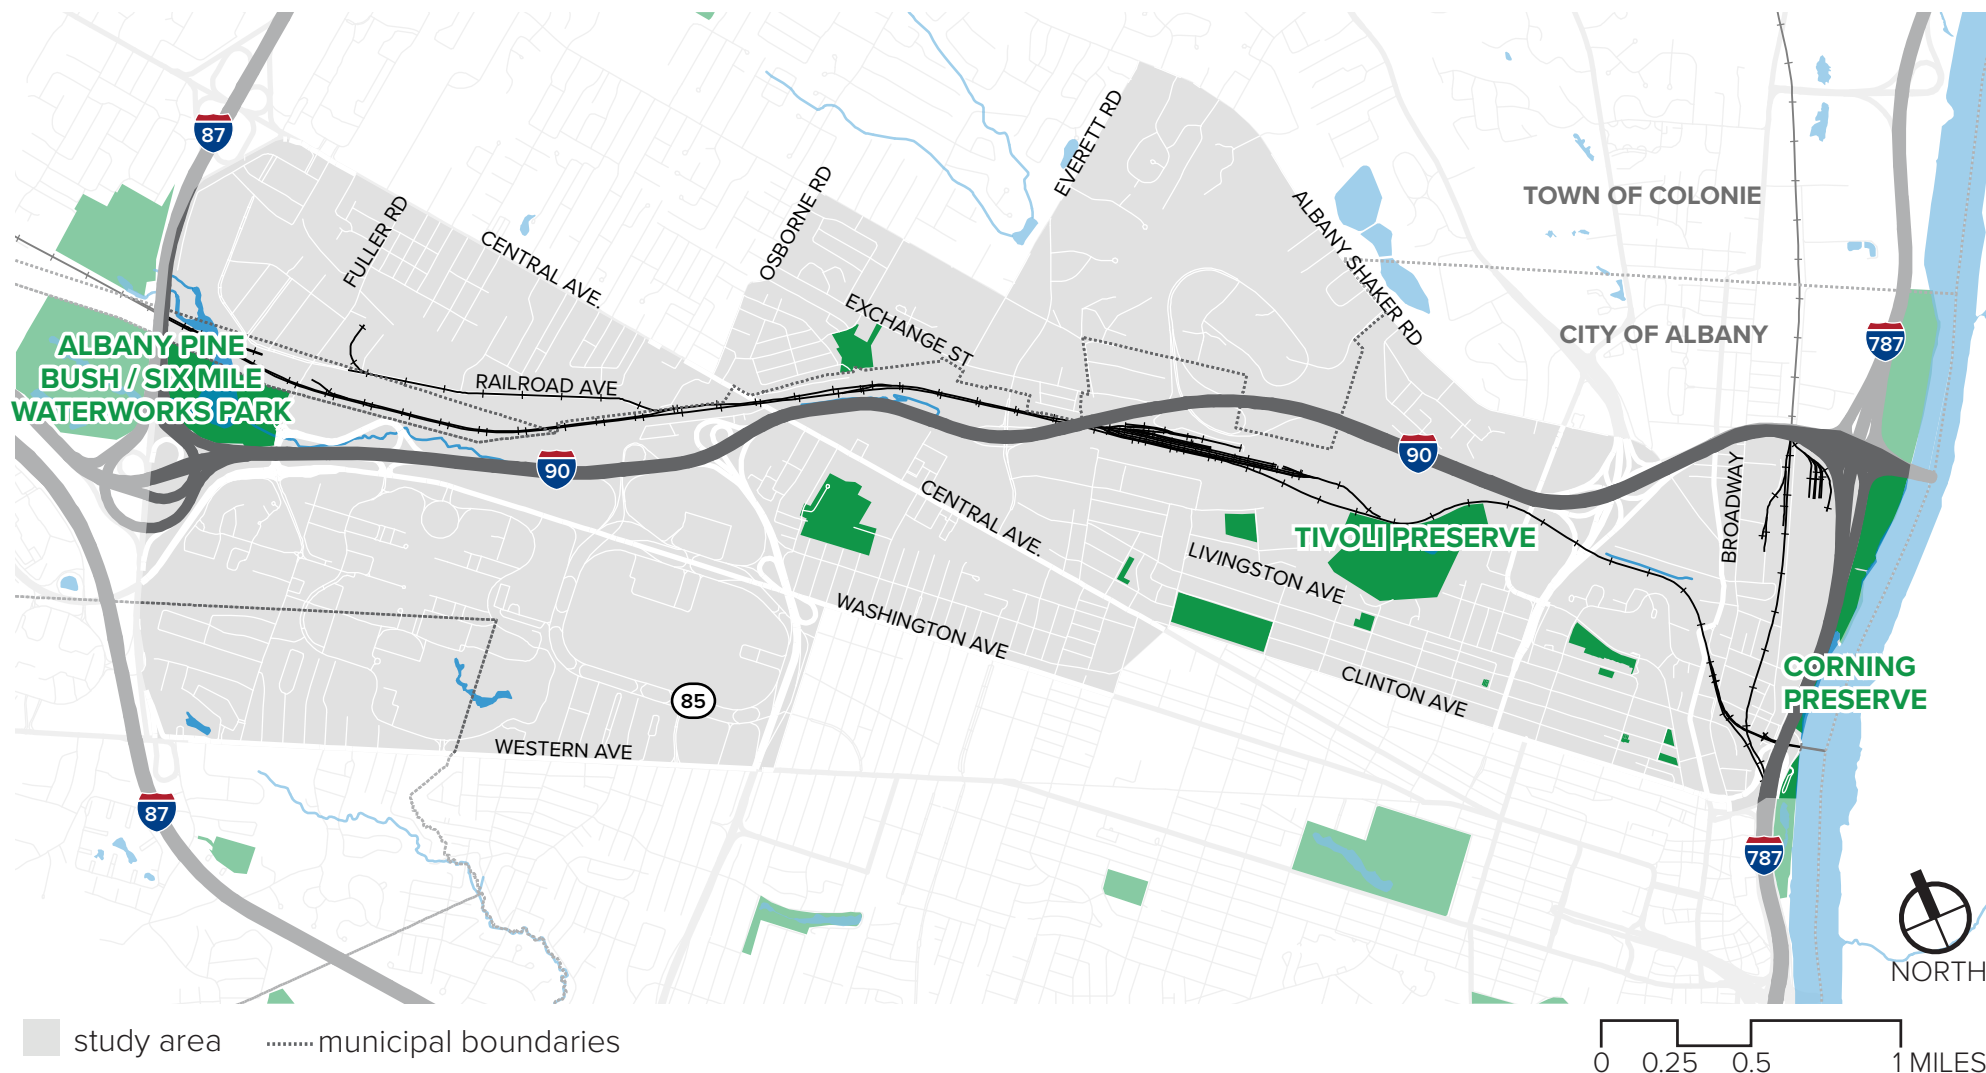 87
FULLER RD
CENTRAL AVE.
OSBORNE RD
EVERETT RD
EXCHANGE ST
ALBANY SHAKER RD
TOWN OF COLONIE
CITY OF ALBANY
787
ALBANY PINE
BUSH / SIX MILE
WATERWORKS PARK
RAILROAD AVE
90
90
CENTRAL AVE.
TIVOLI PRESERVE
BROADWAY
LIVINGSTON AVE
WASHINGTON AVE
CLINTON AVE
CORNING
PRESERVE
85
WESTERN AVE
87
787
NORTH
study area
municipal boundaries
0 0.25 0.5 1 MILES